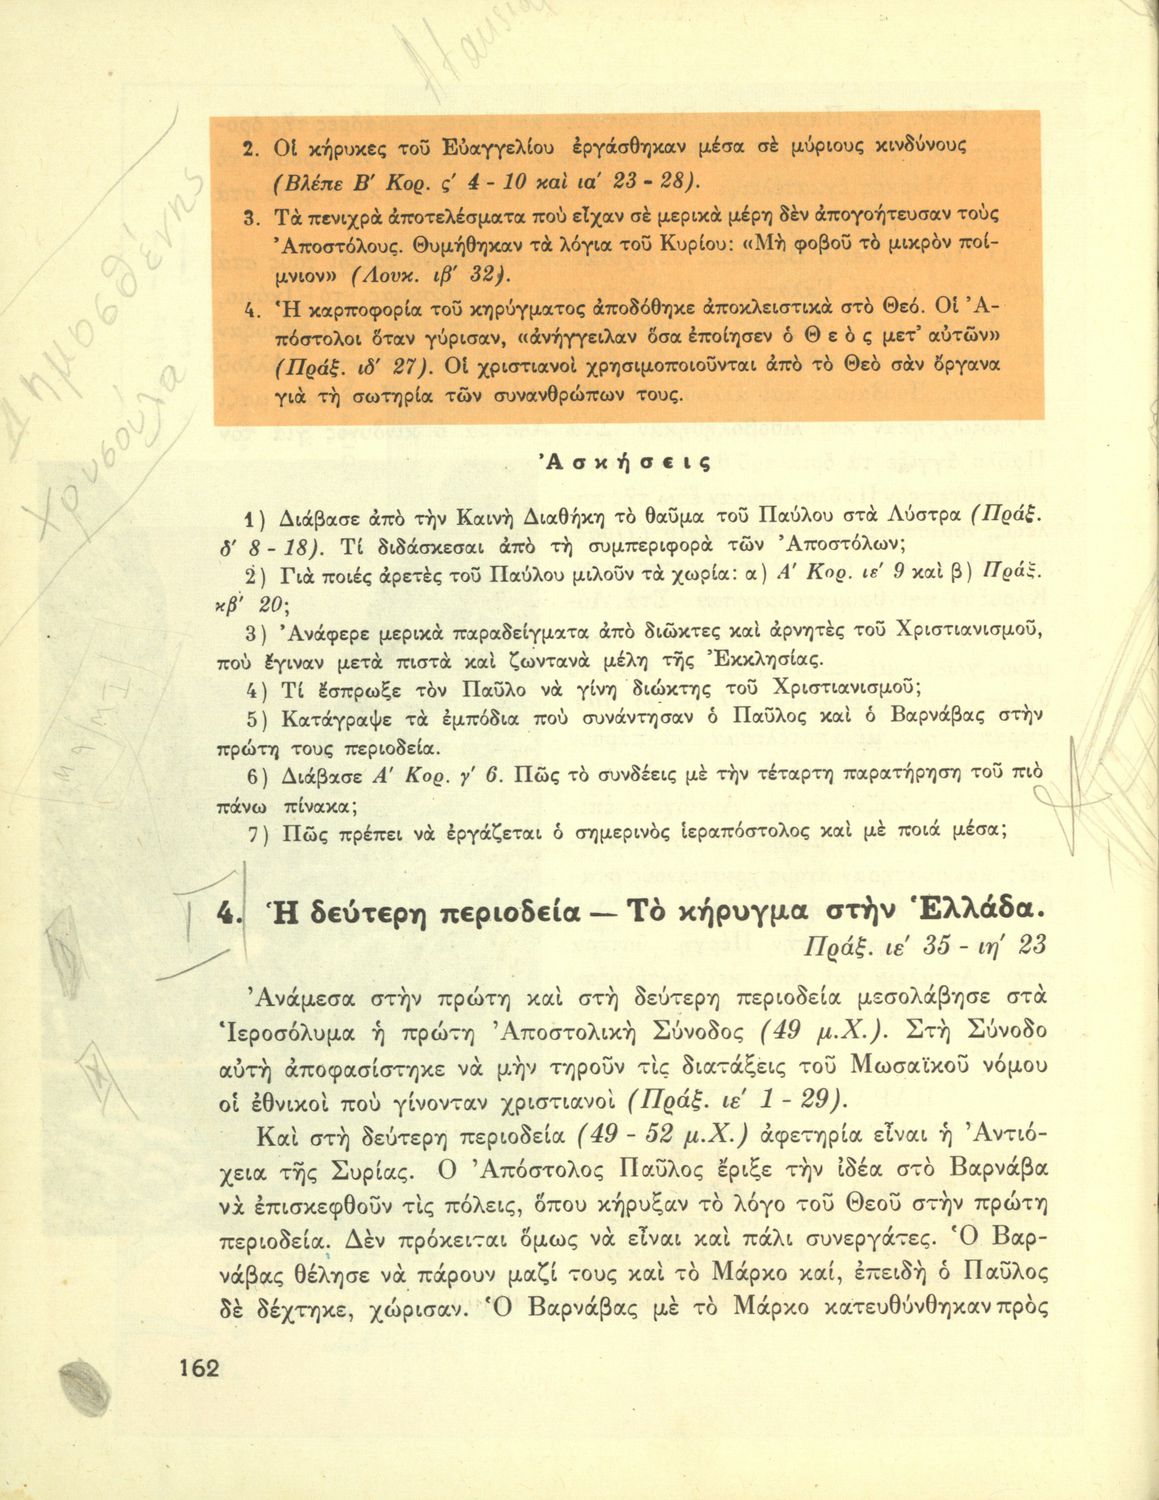 2. Οἱ κήρυκες τοῦ Εὐαγγελίου ἐργάσθηκαν μέσα σὲ μύριους κινδύνους
(Βλέπε Β' Κορ. ς' 4 - 10 καὶ ια' 23 - 28).
3. Τὰ πενιχρὰ ἀποτελέσματα ποὺ εἶχαν σὲ μερικὰ μέρη δὲν ἀπογοήτευσαν τοὺς
Ἀποστόλους. Θυμήθηκαν τὰ λόγια τοῦ Κυρίου: «Μὴ φοβοῦ τὸ μικρὸν ποί-
μνιον» (Λουκ. ιβ' 32).
4. Ἡ καρποφορία τοῦ κηρύγματος ἀποδόθηκε ἀποκλειστικὰ στὸ Θεό. Οἱ Ἀ-
πόστολοι ὅταν γύρισαν, «ἀνήγγειλαν ὅσα ἐποίησεν ὁ Θ ε ὸ ς μετ' αὐτῶν»
(Πράξ. ιδ' 27). Οἱ χριστιανοὶ χρησιμοποιοῦνται ἀπὸ τὸ Θεὸ σὰν ὄργανα
γιὰ τὴ σωτηρία τῶν συνανθρώπων τους.
Δημοσθένης
Χρυσούλα
Ἀ σ κ ή σ ε ι ς
1) Διάβασε ἀπὸ τὴν Καινὴ Διαθήκη τὸ θαῦμα τοῦ Παύλου στὰ Λύστρα (Πράξ.
δ' 8 - 18). Τί διδάσκεσαι ἀπὸ τὴ συμπεριφορὰ τῶν Ἀποστόλων;
2) Γιὰ ποιές ἀρετὲς τοῦ Παύλου μιλοῦν τὰ χωρία: α) Α' Κορ. ιε' 9 καὶ β) Πράξ.
κβ' 20;
3) Ἀνάφερε μερικὰ παραδείγματα ἀπὸ διῶκτες καὶ ἀρνητὲς τοῦ Χριστιανισμοῦ,
ποὺ ἔγιναν μετὰ πιστὰ καὶ ζωντανὰ μέλη τῆς Ἐκκλησίας.
4) Τί ἔσπρωξε τὸν Παῦλο νὰ γίνη διώκτης τοῦ Χριστιανισμοῦ;
5) Κατάγραψε τὰ ἐμπόδια ποὺ συνάντησαν ὁ Παῦλος καὶ ὁ Βαρνάβας στὴν
πρώτη τους περιοδεία.
6) Διάβασε Α' Κορ. γ' 6. Πῶς τὸ συνδέεις μὲ τὴν τέταρτη παρατήρηση τοῦ πιὸ
πάνω πίνακα;
7) Πῶς πρέπει νὰ ἐργάζεται ὁ σημερινὸς ἱεραπόστολος καὶ μὲ ποιά μέσα;
4. Ἡ δεύτερη περιοδεία — Τὸ κήρυγμα στὴν Ἑλλάδα.
Πράξ. ιε' 35 - ιη' 23
Ἀνάμεσα στὴν πρώτη καὶ στὴ δεύτερη περιοδεία μεσολάβησε στὰ
Ἱεροσόλυμα ἡ πρώτη Ἀποστολικὴ Σύνοδος (49 μ.Χ.). Στὴ Σύνοδο
αὐτὴ ἀποφασίστηκε νὰ μὴν τηροῦν τὶς διατάξεις τοῦ Μωσαϊκοῦ νόμου
οἱ ἐθνικοὶ ποὺ γίνονταν χριστιανοὶ (Πράξ. ιε' 1 - 29).
Καὶ στὴ δεύτερη περιοδεία (49 - 52 μ.Χ.) ἀφετηρία εἶναι ἡ Ἀντιό-
χεια τῆς Συρίας. Ο Ἀπόστολος Παῦλος ἔριξε τὴν ἰδέα στὸ Βαρνάβα
νὰ ἐπισκεφθοῦν τὶς πόλεις, ὅπου κήρυξαν τὸ λόγο τοῦ Θεοῦ στὴν πρώτη
περιοδεία. Δὲν πρόκειται ὅμως νὰ εἶναι καὶ πάλι συνεργάτες. Ὁ Βαρ-
νάβας θέλησε νὰ πάρουν μαζί τους καὶ τὸ Μάρκο καί, ἐπειδὴ ὁ Παῦλος
δὲ δέχτηκε, χώρισαν. Ὁ Βαρνάβας μὲ τὸ Μάρκο κατευθύνθηκαν πρὸς
162